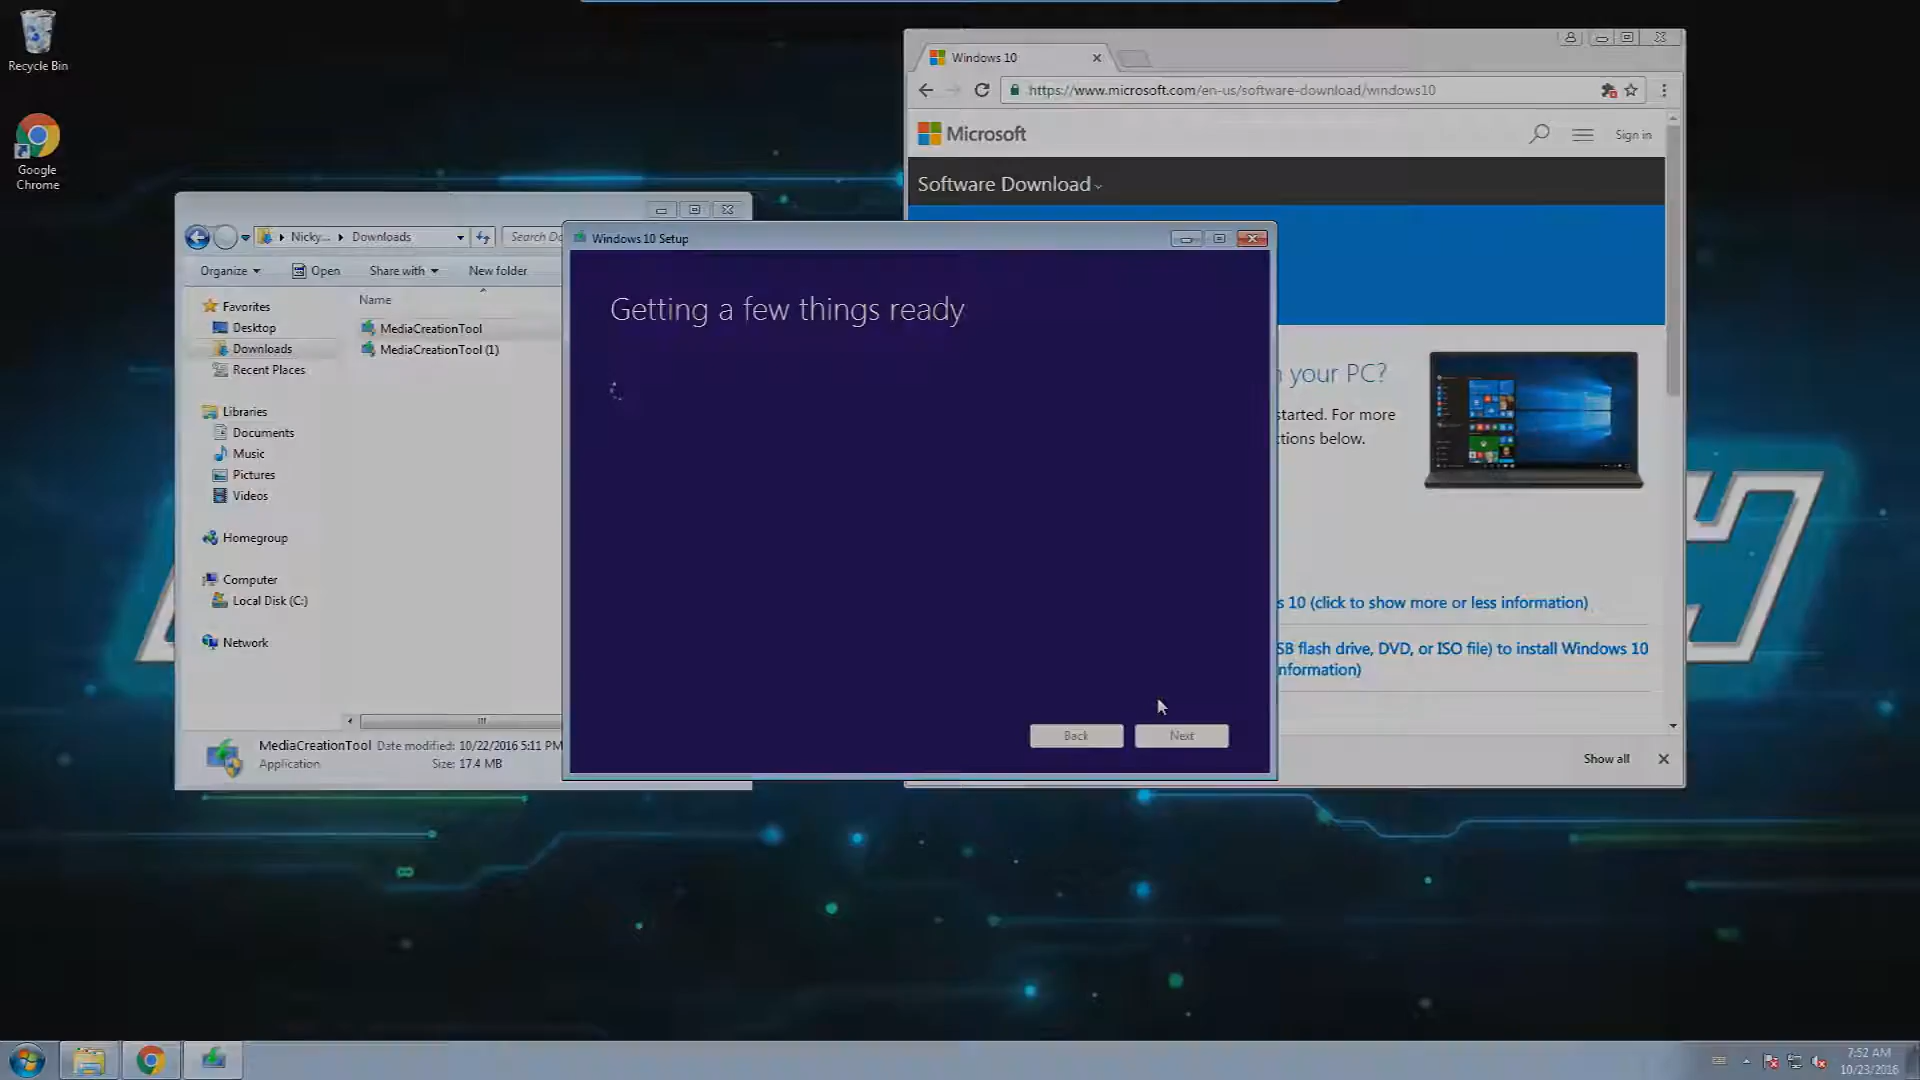 Recycle Bin
Google
Chrome
Nicky... Downloads
Search Do
Organize
Open
Share with
New folder
Favorites
Desktop
Downloads
Recent Places
Libraries
Documents
Music
Pictures
Videos
Homegroup
Computer
Local Disk (C:)
Network
Name
MediaCreationTool
MediaCreationTool (1)
MediaCreationTool Date modified: 10/22/2016 5:11 PM
Application Size: 17.4 MB
Windows 10 Setup
Getting a few things ready
Back
Next
Windows 10
https://www.microsoft.com/en-us/software-download/windows10
Microsoft
Sign in
Software Download
your PC?
started. For more
ctions below.
s 10 (click to show more or less information)
SB flash drive, DVD, or ISO file) to install Windows 10
nformation)
Show all
7:52 AM
10/23/2016